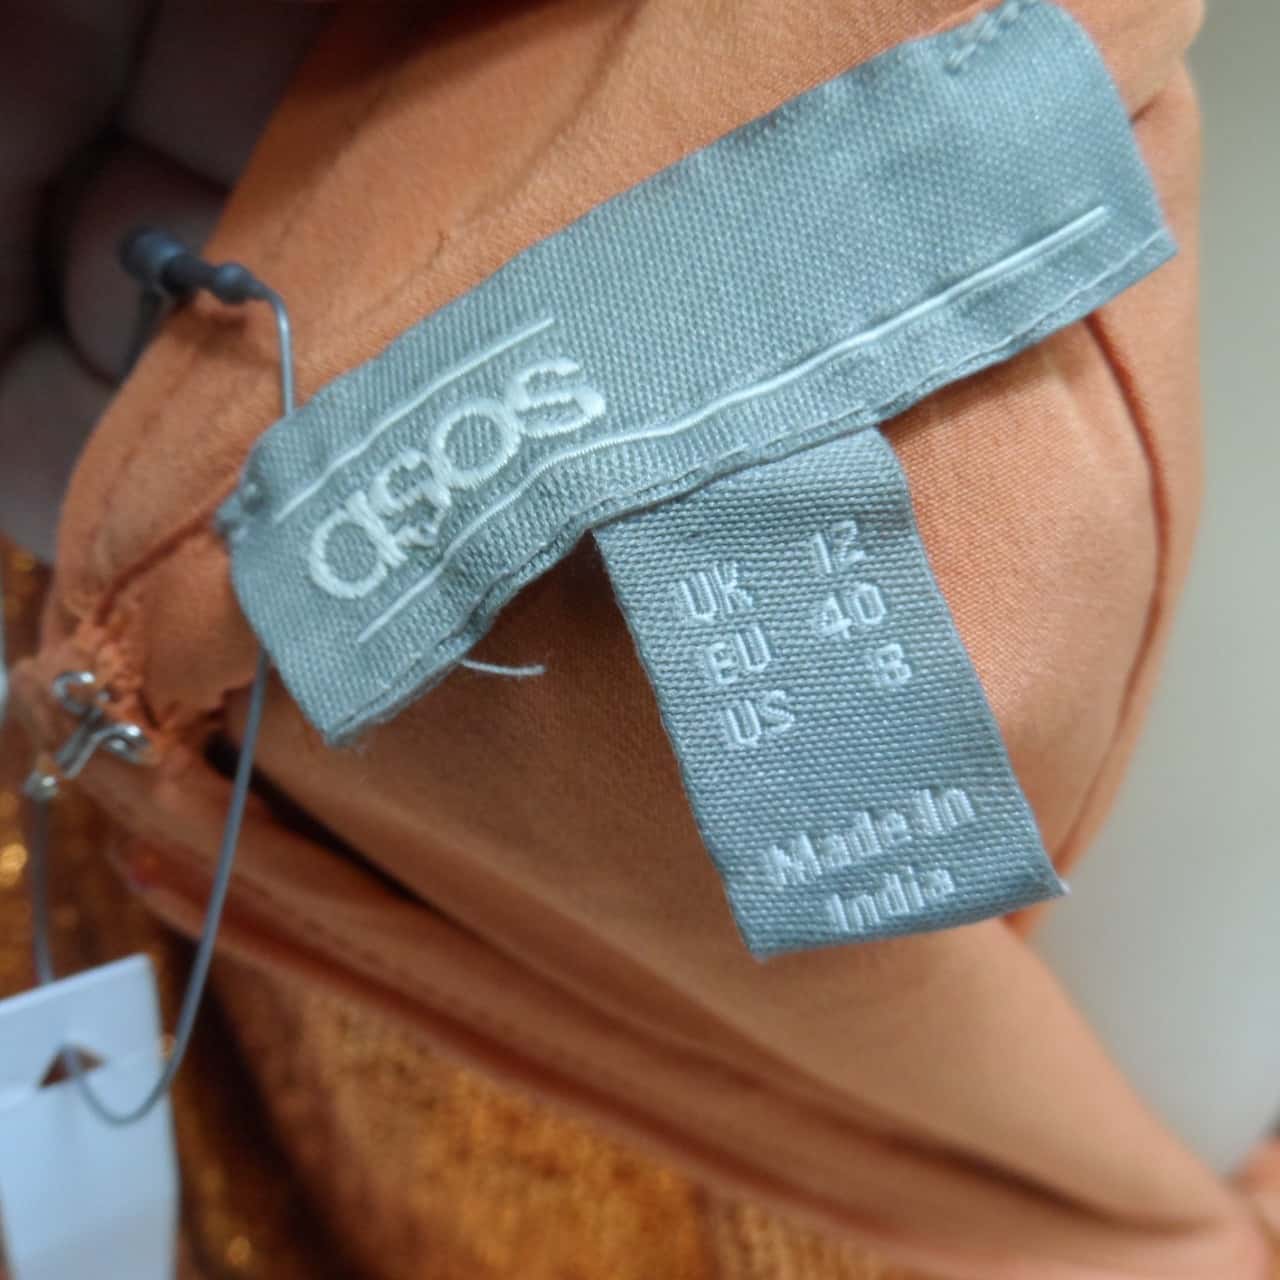 asos
UK 12
EU 40
US 8
Made In
India